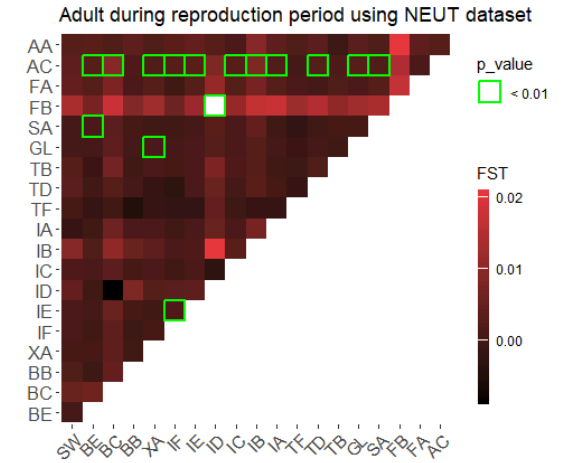 Adult during reproduction period using NEUT dataset
AA
AC
FA
FB
SA
GL
TB
TD
TF
IA
IB
IC
ID
IE
IF
XA
BB
BC
BE
SW BE BC BB XA IF IE ID IC IB IA TF TD TB GL SA FB FA AC
p_value
< 0.01
FST
0.02
0.01
0.00